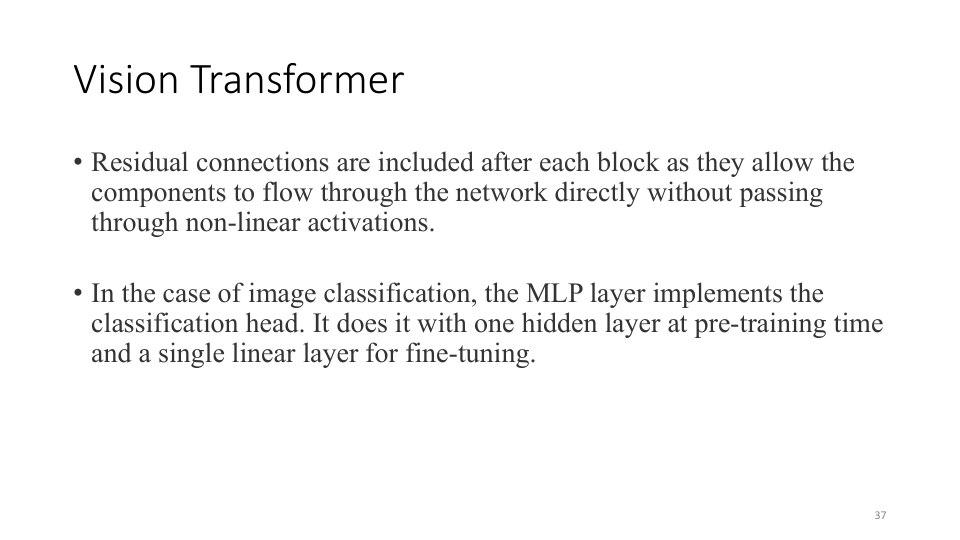 Vision Transformer
• Residual connections are included after each block as they allow the
components to flow through the network directly without passing
through non-linear activations.
• In the case of image classification, the MLP layer implements the
classification head. It does it with one hidden layer at pre-training time
and a single linear layer for fine-tuning.
37